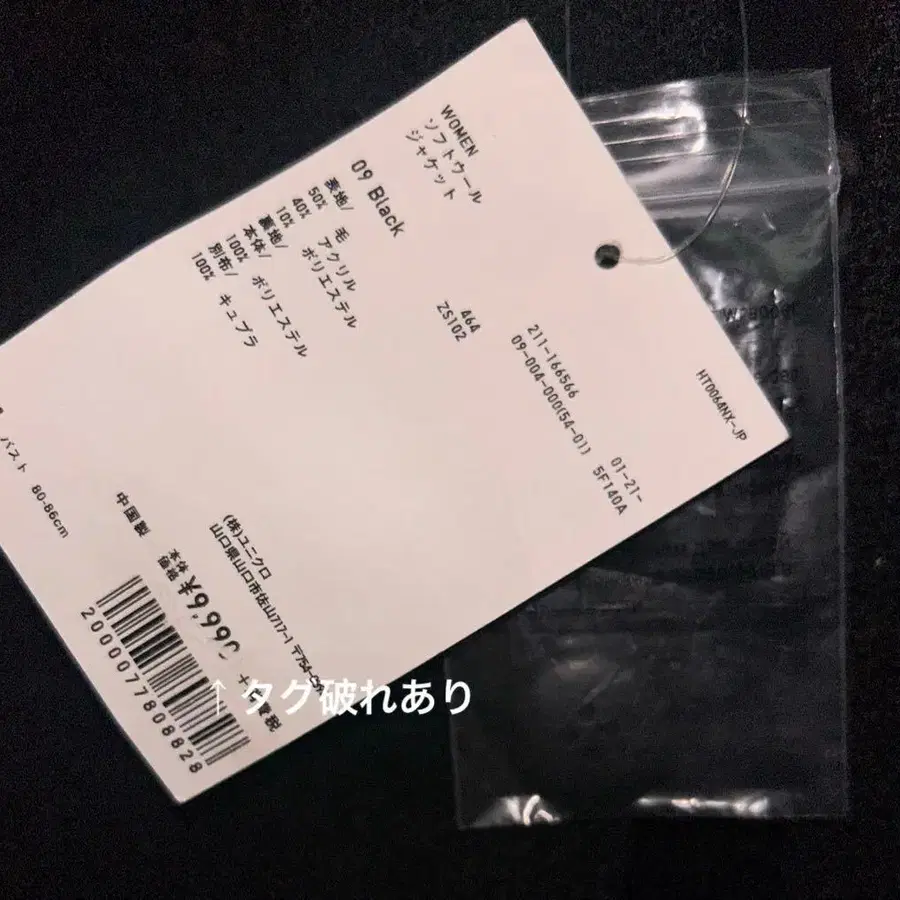 WOMEN
ソフトウール
ジャケット
09 Black
表地/
50% 毛
40% アクリル
10% ポリエステル
裏地/
本体/
100% ポリエステル
別布/
100% キュプラ
464
ZS102
211-166566
09-004-000(54-01)
01-21-
5F140A
HT0064NX-JP
バスト 80-86cm
中国製
(株)ユニクロ
山口県山口市佐山717-1 〒754-
本体
価格 ¥6,990
税
2000077808828
↑タグ破れあり